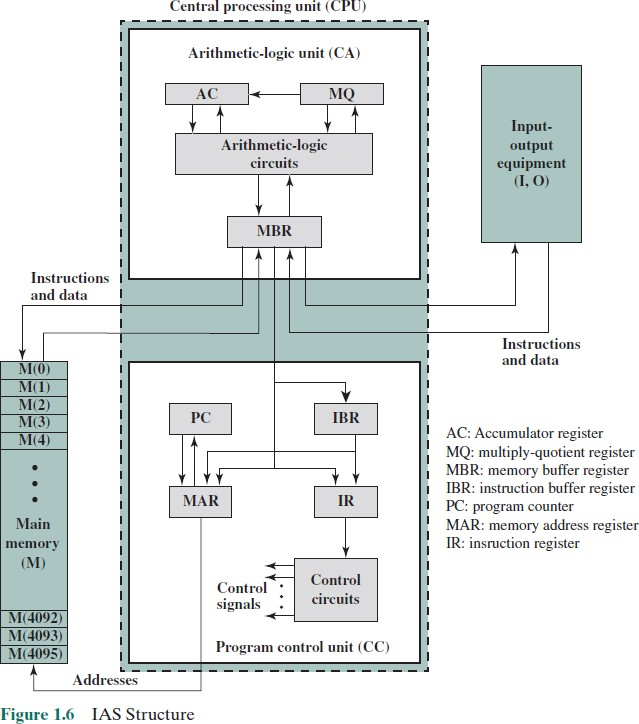 Central processing unit (CPU)
Arithmetic-logic unit (CA)
AC
MQ
Arithmetic-logic
circuits
MBR
Input-
output
equipment
(I, O)
Instructions
and data
Instructions
and data
M(0)
M(1)
M(2)
M(3)
M(4)
Main
memory
(M)
M(4092)
M(4093)
M(4095)
PC
IBR
MAR
IR
Control
signals
Control
circuits
Program control unit (CC)
Addresses
AC: Accumulator register
MQ: multiply-quotient register
MBR: memory buffer register
IBR: instruction buffer register
PC: program counter
MAR: memory address register
IR: insruction register
Figure 1.6 IAS Structure